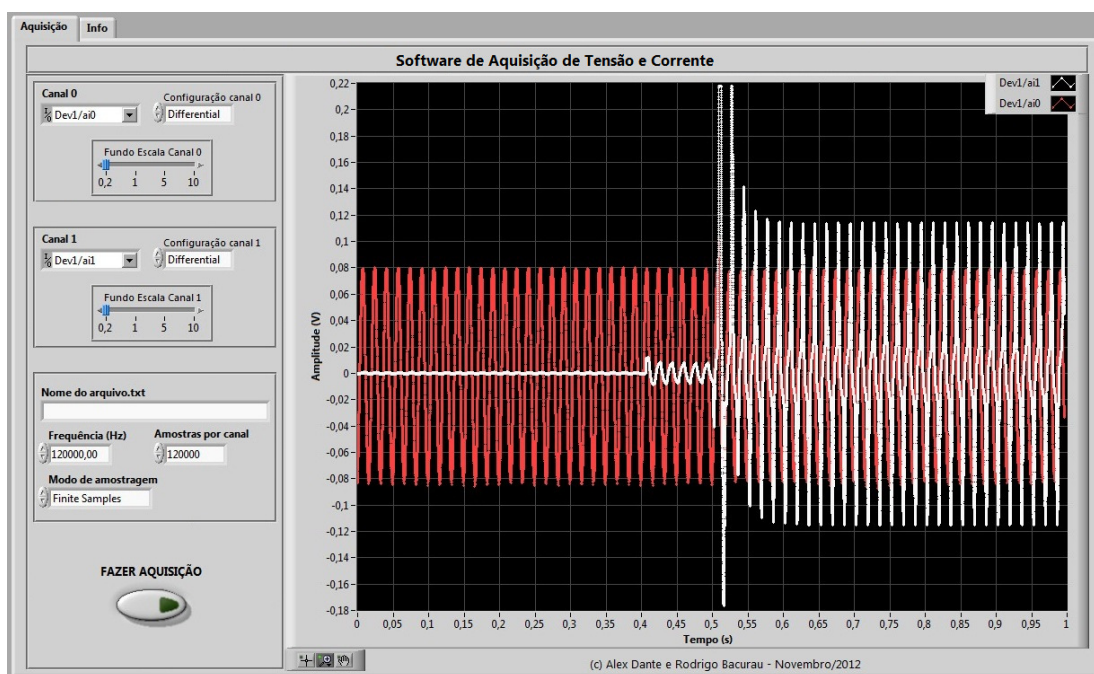 Aquisição Info
Software de Aquisição de Tensão e Corrente
Canal 0
Configuração canal 0
Dev1/ai0
Differential
Fundo Escala Canal 0
0,2 1 5 10
Canal 1
Configuração canal 1
Dev1/ai1
Differential
Fundo Escala Canal 1
0,2 1 5 10
Nome do arquivo.txt
Frequência (Hz) Amostras por canal
120000,00 120000
Modo de amostragem
Finite Samples
FAZER AQUISIÇÃO
Dev1/ai1
Dev1/ai0
Amplitude (V)
0,22
0,2
0,18
0,16
0,14
0,12
0,1
0,08
0,06
0,04
0,02
0
-0,02
-0,04
-0,06
-0,08
-0,1
-0,12
-0,14
-0,16
-0,18
0 0,05 0,1 0,15 0,2 0,25 0,3 0,35 0,4 0,45 0,5 0,55 0,6 0,65 0,7 0,75 0,8 0,85 0,9 0,95 1
Tempo (s)
(c) Alex Dante e Rodrigo Bacurau - Novembro/2012